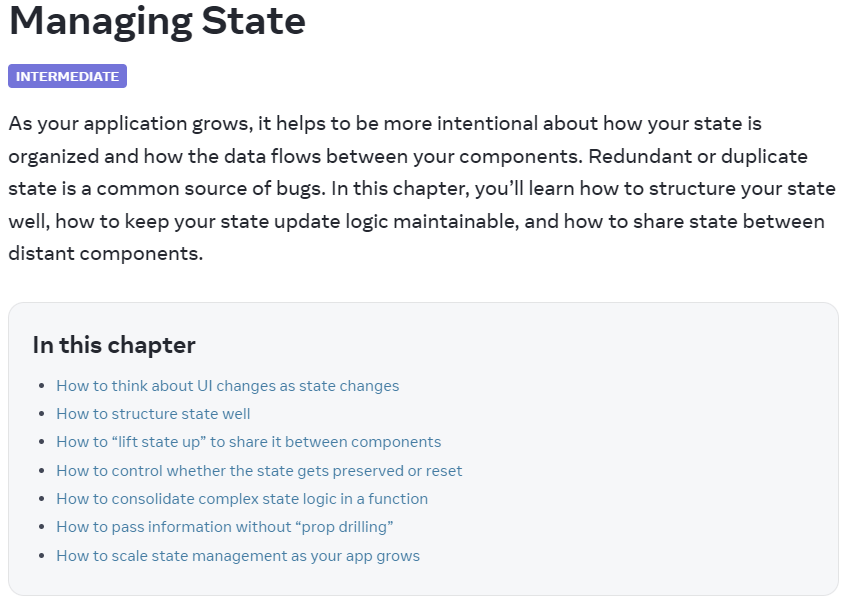 Managing State
INTERMEDIATE
As your application grows, it helps to be more intentional about how your state is
organized and how the data flows between your components. Redundant or duplicate
state is a common source of bugs. In this chapter, you’ll learn how to structure your state
well, how to keep your state update logic maintainable, and how to share state between
distant components.
In this chapter
• How to think about UI changes as state changes
• How to structure state well
• How to “lift state up” to share it between components
• How to control whether the state gets preserved or reset
• How to consolidate complex state logic in a function
• How to pass information without “prop drilling”
• How to scale state management as your app grows